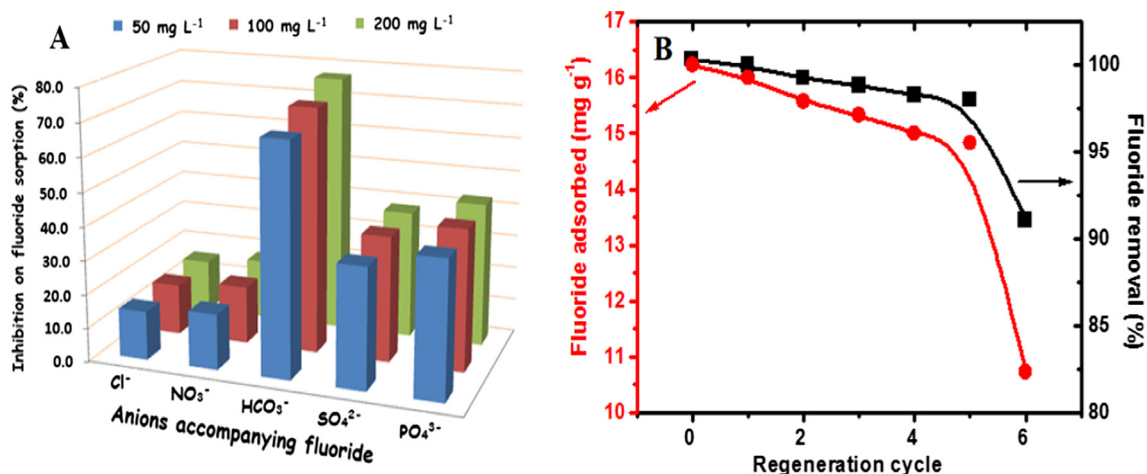 A
50 mg L⁻¹ 100 mg L⁻¹ 200 mg L⁻¹
Inhibition on fluoride sorption (%)
80.0
70.0
60.0
50.0
40.0
30.0
20.0
10.0
0.0
Cl⁻ NO₃⁻ HCO₃⁻ SO₄²⁻ PO₄³⁻
Anions accompanying fluoride
B
Fluoride adsorbed (mg g⁻¹)
17
16
15
14
13
12
11
10
0 2 4 6
Regeneration cycle
100
95
90
85
80
Fluoride removal (%)